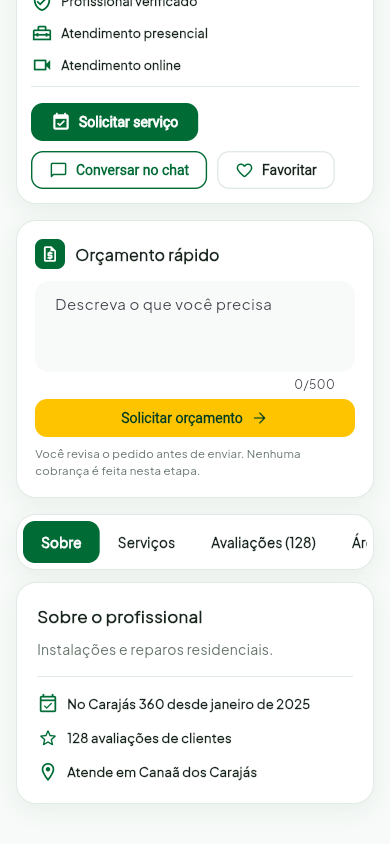 Profissional verificado
Atendimento presencial
Atendimento online
Solicitar serviço
Conversar no chat
Favoritar
Orçamento rápido
Descreva o que você precisa
0/500
Solicitar orçamento
Você revisa o pedido antes de enviar. Nenhuma
cobrança é feita nesta etapa.
Sobre
Serviços
Avaliações (128)
Sobre o profissional
Instalações e reparos residenciais.
No Carajás 360 desde janeiro de 2025
128 avaliações de clientes
Atende em Canaã dos Carajás